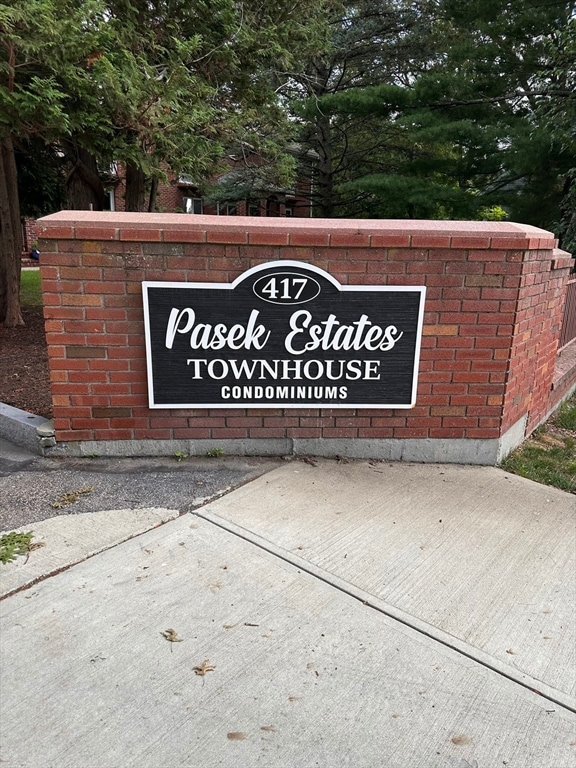 417
Pasek Estates
TOWNHOUSE
CONDOMINIUMS